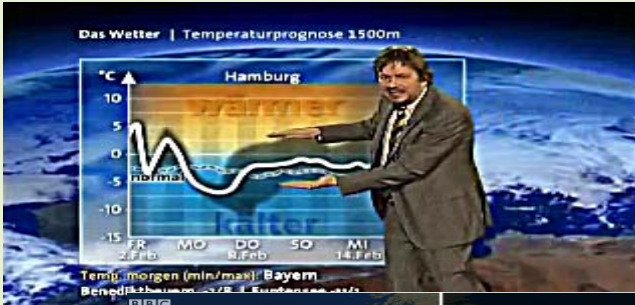 Das Wetter | Temperaturprognose 1500m
°C
Hamburg
10
wärmer
5
0
normal
-5
-10
kälter
-15
FR MO DO SO MI
2.Feb 8.Feb 14.Feb
Temp. morgen (min/max): Bayern
BBC